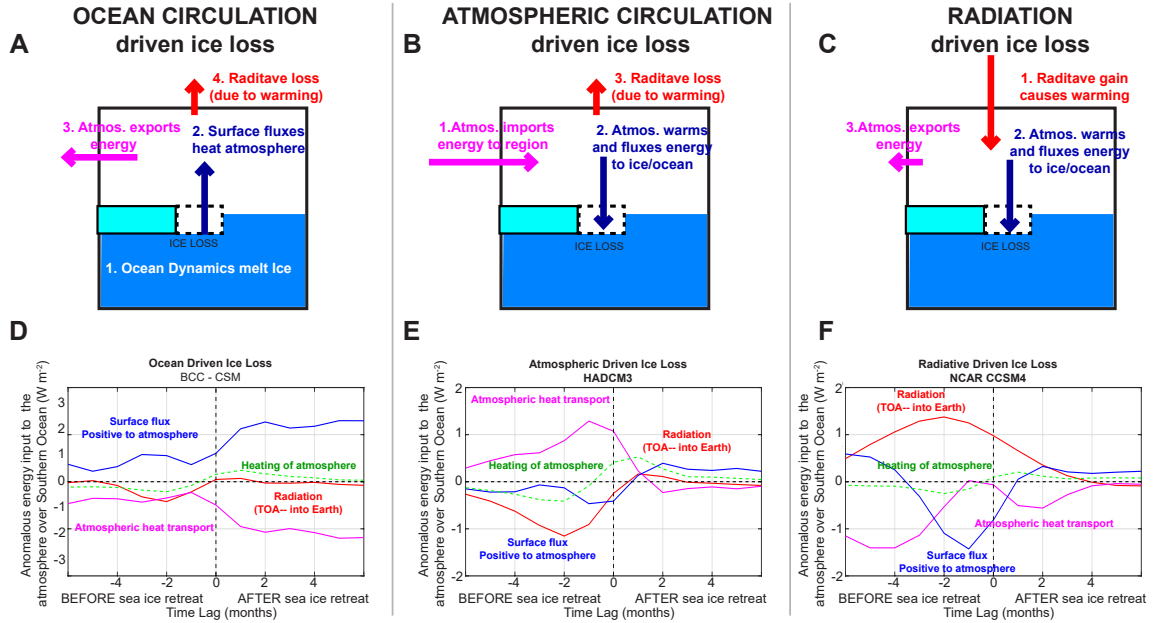 OCEAN CIRCULATION
driven ice loss
A
4. Raditave loss
(due to warming)
3. Atmos. exports
energy
2. Surface fluxes
heat atmosphere
ICE LOSS
1. Ocean Dynamics melt Ice
ATMOSPHERIC CIRCULATION
driven ice loss
B
3. Raditave loss
(due to warming)
1.Atmos. imports
energy to region
2. Atmos. warms
and fluxes energy
to ice/ocean
ICE LOSS
RADIATION
driven ice loss
C
1. Raditave gain
causes warming
3.Atmos. exports
energy
2. Atmos. warms
and fluxes energy
to ice/ocean
ICE LOSS
D
Ocean Driven Ice Loss
BCC - CSM
Anomalous energy input to the
atmosphere over Southern Ocean (W m⁻²)
3
2
1
0
-1
-2
-3
Surface flux
Positive to atmosphere
Heating of atmosphere
Radiation
(TOA-- into Earth)
Atmospheric heat transport
-4 -2 0 2 4
BEFORE sea ice retreat AFTER sea ice retreat
Time Lag (months)
E
Atmospheric Driven Ice Loss
HADCM3
Anomalous energy input to the
atmosphere over Southern Ocean (W m⁻²)
2
1
0
-1
-2
Atmospheric heat transport
Radiation
(TOA-- into Earth)
Heating of atmosphere
Surface flux
Positive to atmosphere
-4 -2 0 2 4
BEFORE sea ice retreat AFTER sea ice retreat
Time Lag (months)
F
Radiative Driven Ice Loss
NCAR CCSM4
Anomalous energy input to the
atmosphere over Southern Ocean (W m⁻²)
2
1
0
-1
-2
Radiation
(TOA-- into Earth)
Heating of atmosphere
Atmospheric heat transport
Surface flux
Positive to atmosphere
-4 -2 0 2 4
BEFORE sea ice retreat AFTER sea ice retreat
Time Lag (months)